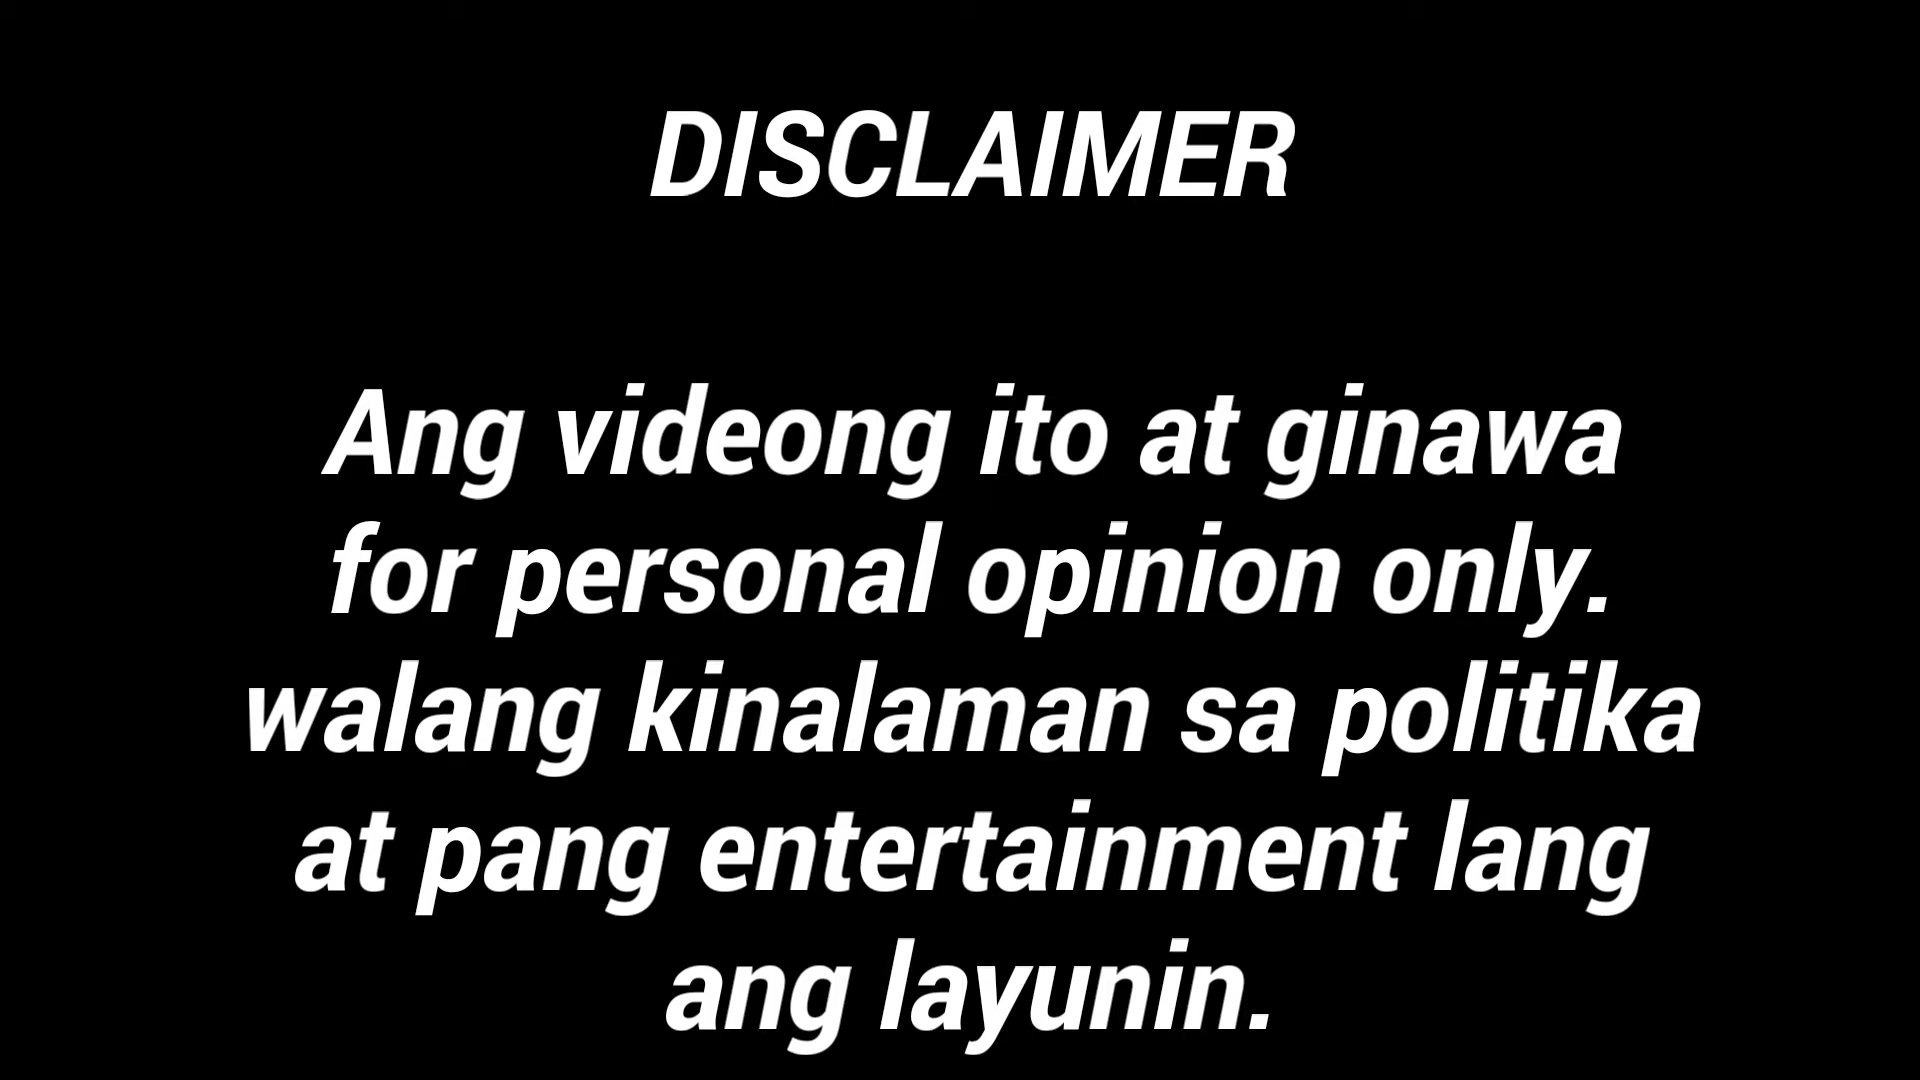 DISCLAIMER
Ang videong ito at ginawa
for personal opinion only.
walang kinalaman sa politika
at pang entertainment lang
ang layunin.